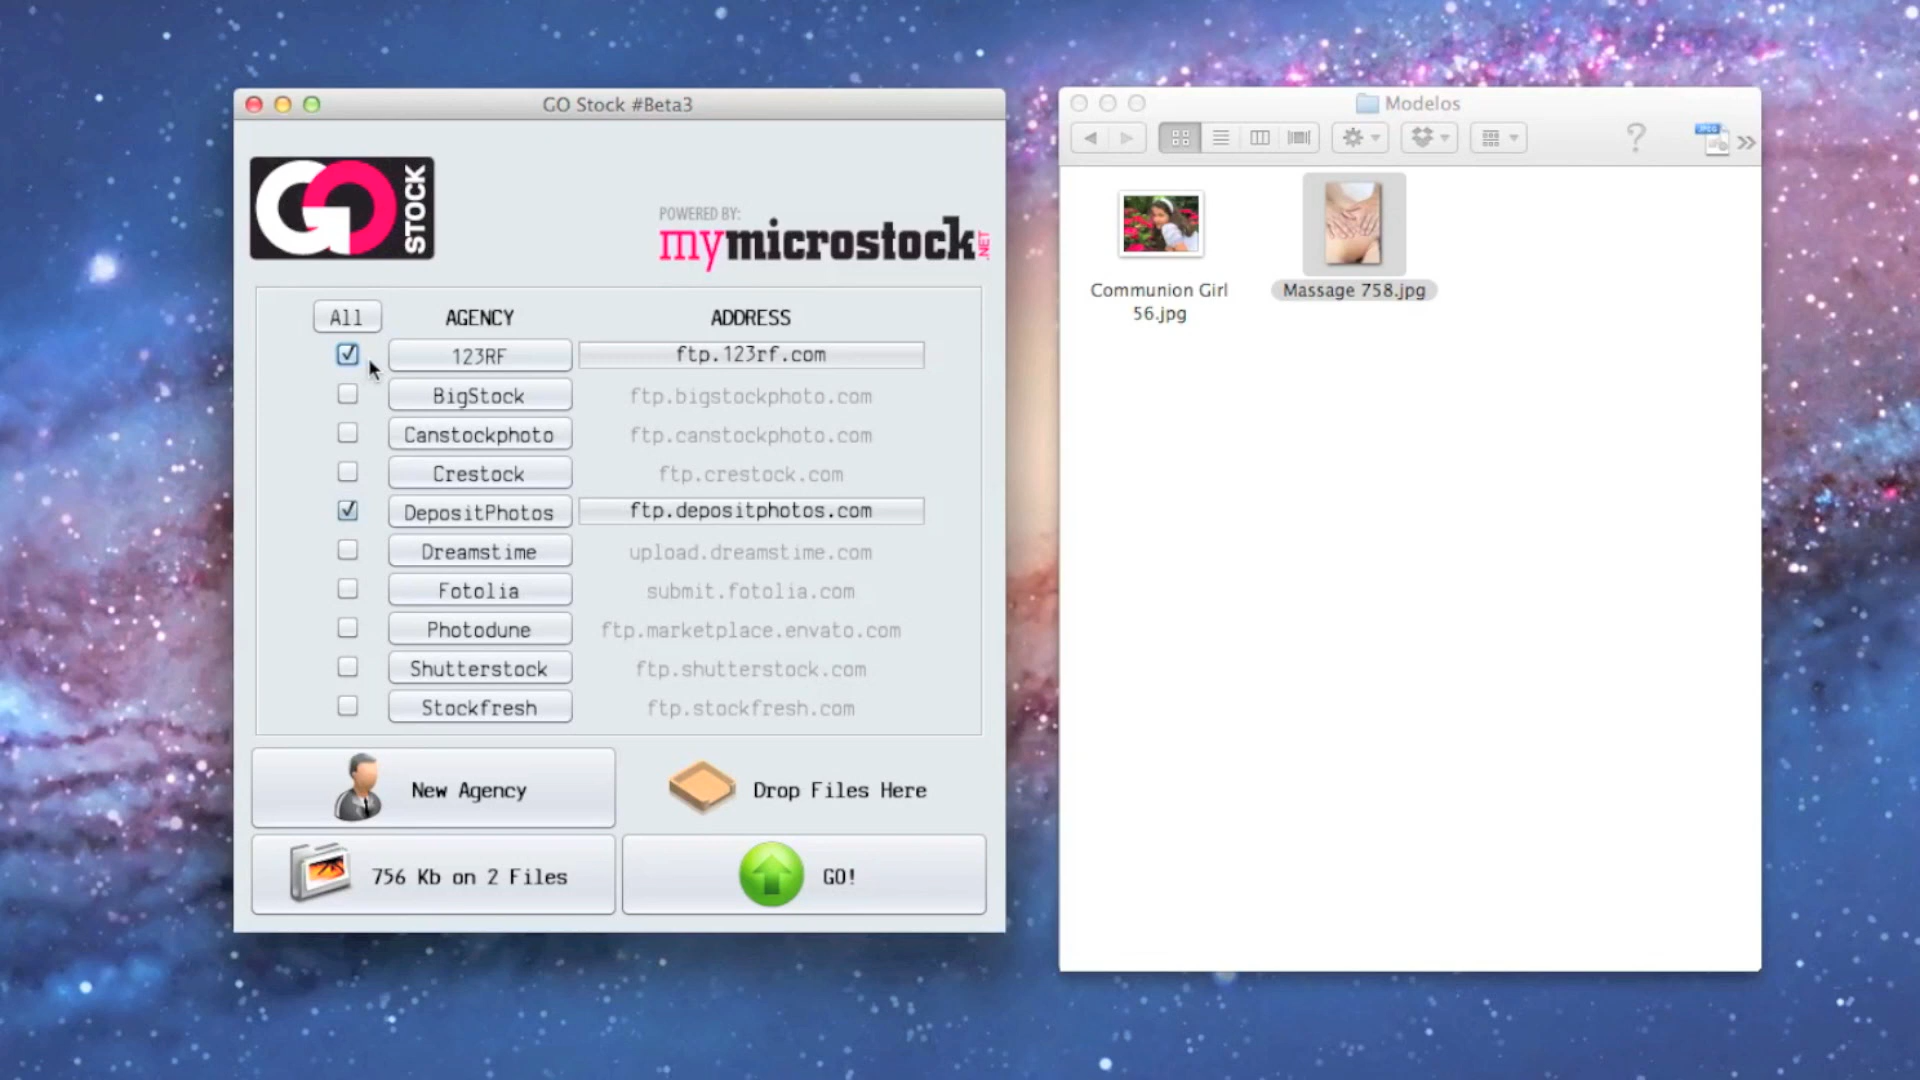 GO Stock #Beta3
GO STOCK
POWERED BY:
mymicrostock.NET
All AGENCY ADDRESS
123RF ftp.123rf.com
BigStock ftp.bigstockphoto.com
Canstockphoto ftp.canstockphoto.com
Crestock ftp.crestock.com
DepositPhotos ftp.depositphotos.com
Dreamstime upload.dreamstime.com
Fotolia submit.fotolia.com
Photodune ftp.marketplace.envato.com
Shutterstock ftp.shutterstock.com
Stockfresh ftp.stockfresh.com
New Agency
Drop Files Here
756 Kb on 2 Files
GO!
Modelos
?
JPEG
Communion Girl
56.jpg
Massage 758.jpg